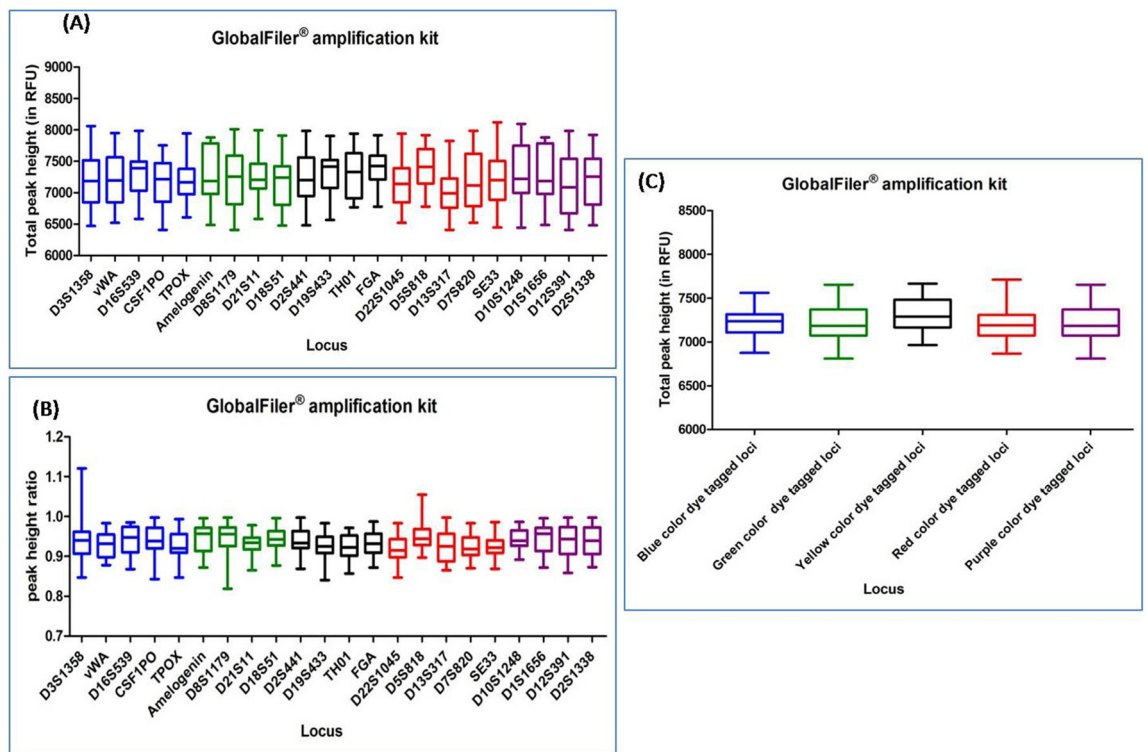 (A)
GlobalFiler® amplification kit
Total peak height (in RFU)
8000
9000
8500
8000
7500
7000
6500
6000
D3S1358
vWA
D16S539
CSF1PO
TPOX
Amelogenin
D8S1179
D21S11
D18S51
D2S441
D19S433
TH01
FGA
D22S1045
D5S818
D13S317
D7S820
SE33
D10S1248
D1S1656
D12S391
D2S1338
Locus
(B)
GlobalFiler® amplification kit
peak height ratio
1.2
1.1
1.0
0.9
0.8
0.7
D3S1358
vWA
D16S539
CSF1PO
TPOX
Amelogenin
D8S1179
D21S11
D18S51
D2S441
D19S433
TH01
FGA
D22S1045
D5S818
D13S317
D7S820
SE33
D10S1248
D1S1656
D12S391
D2S1338
Locus
(C)
GlobalFiler® amplification kit
Total peak height (in RFU)
8500
8000
7500
7000
6500
6000
Blue color dye tagged loci
Green color dye tagged loci
Yellow color dye tagged loci
Red color dye tagged loci
Purple color dye tagged loci
Locus